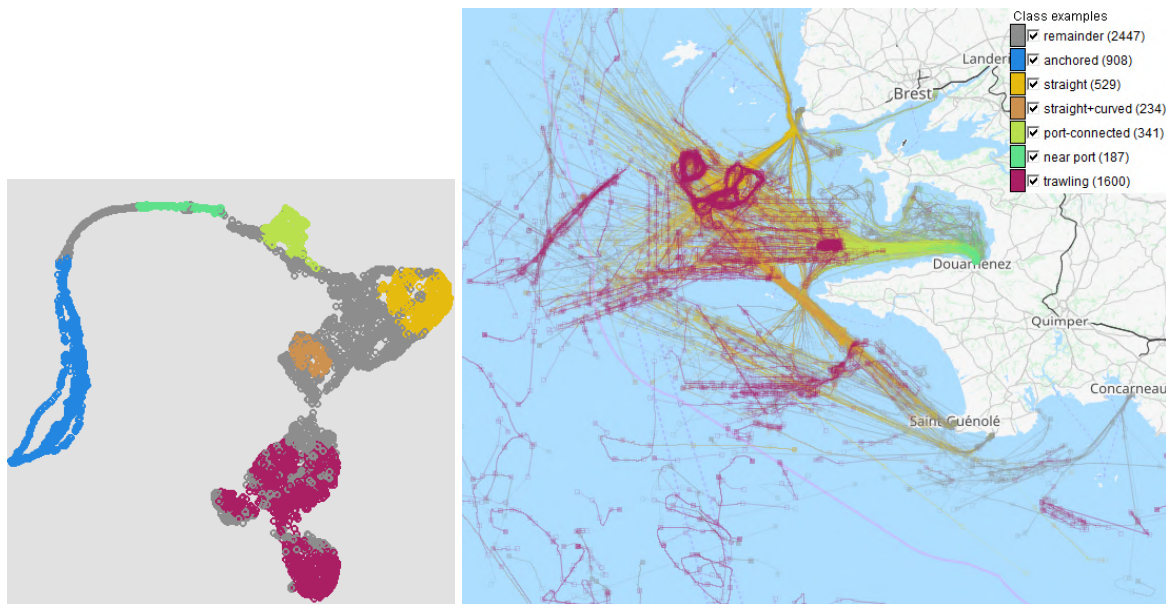 Class examples
remainder (2447)
anchored (908)
straight (529)
straight+curved (234)
port-connected (341)
near port (187)
trawling (1600)
Brest
Douarnenez
Quimper
Concarneau
Saint-Guénolé